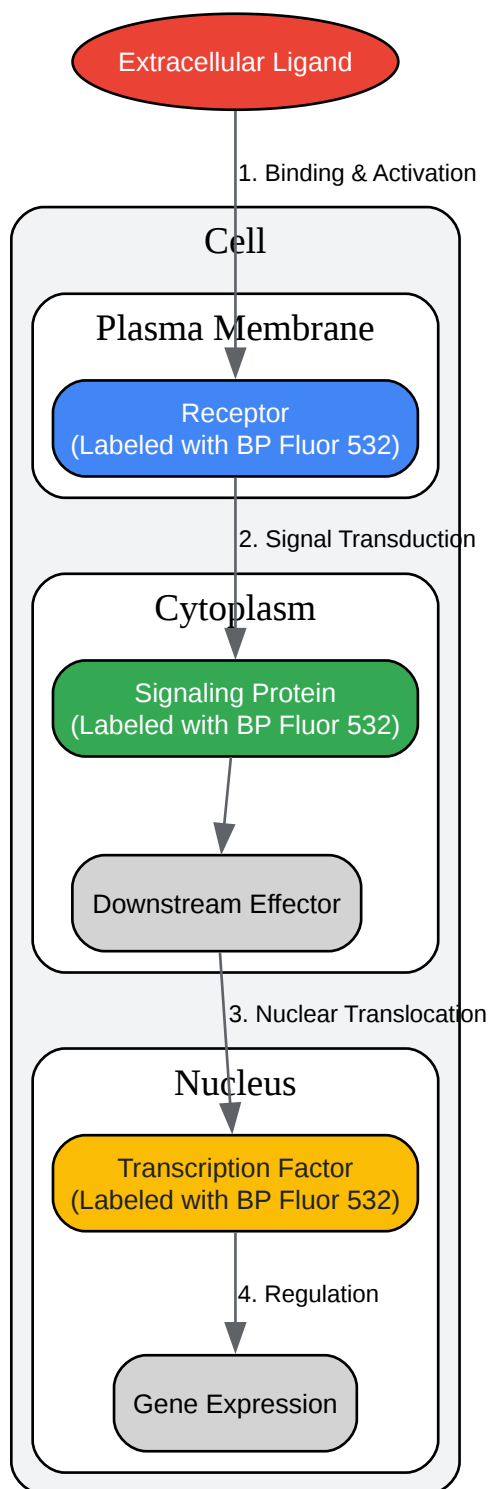 Extracellular Ligand
1. Binding & Activation
Cell
Plasma Membrane
Receptor
(Labeled with BP Fluor 532)
2. Signal Transduction
Cytoplasm
Signaling Protein
(Labeled with BP Fluor 532)
Downstream Effector
3. Nuclear Translocation
Nucleus
Transcription Factor
(Labeled with BP Fluor 532)
4. Regulation
Gene Expression